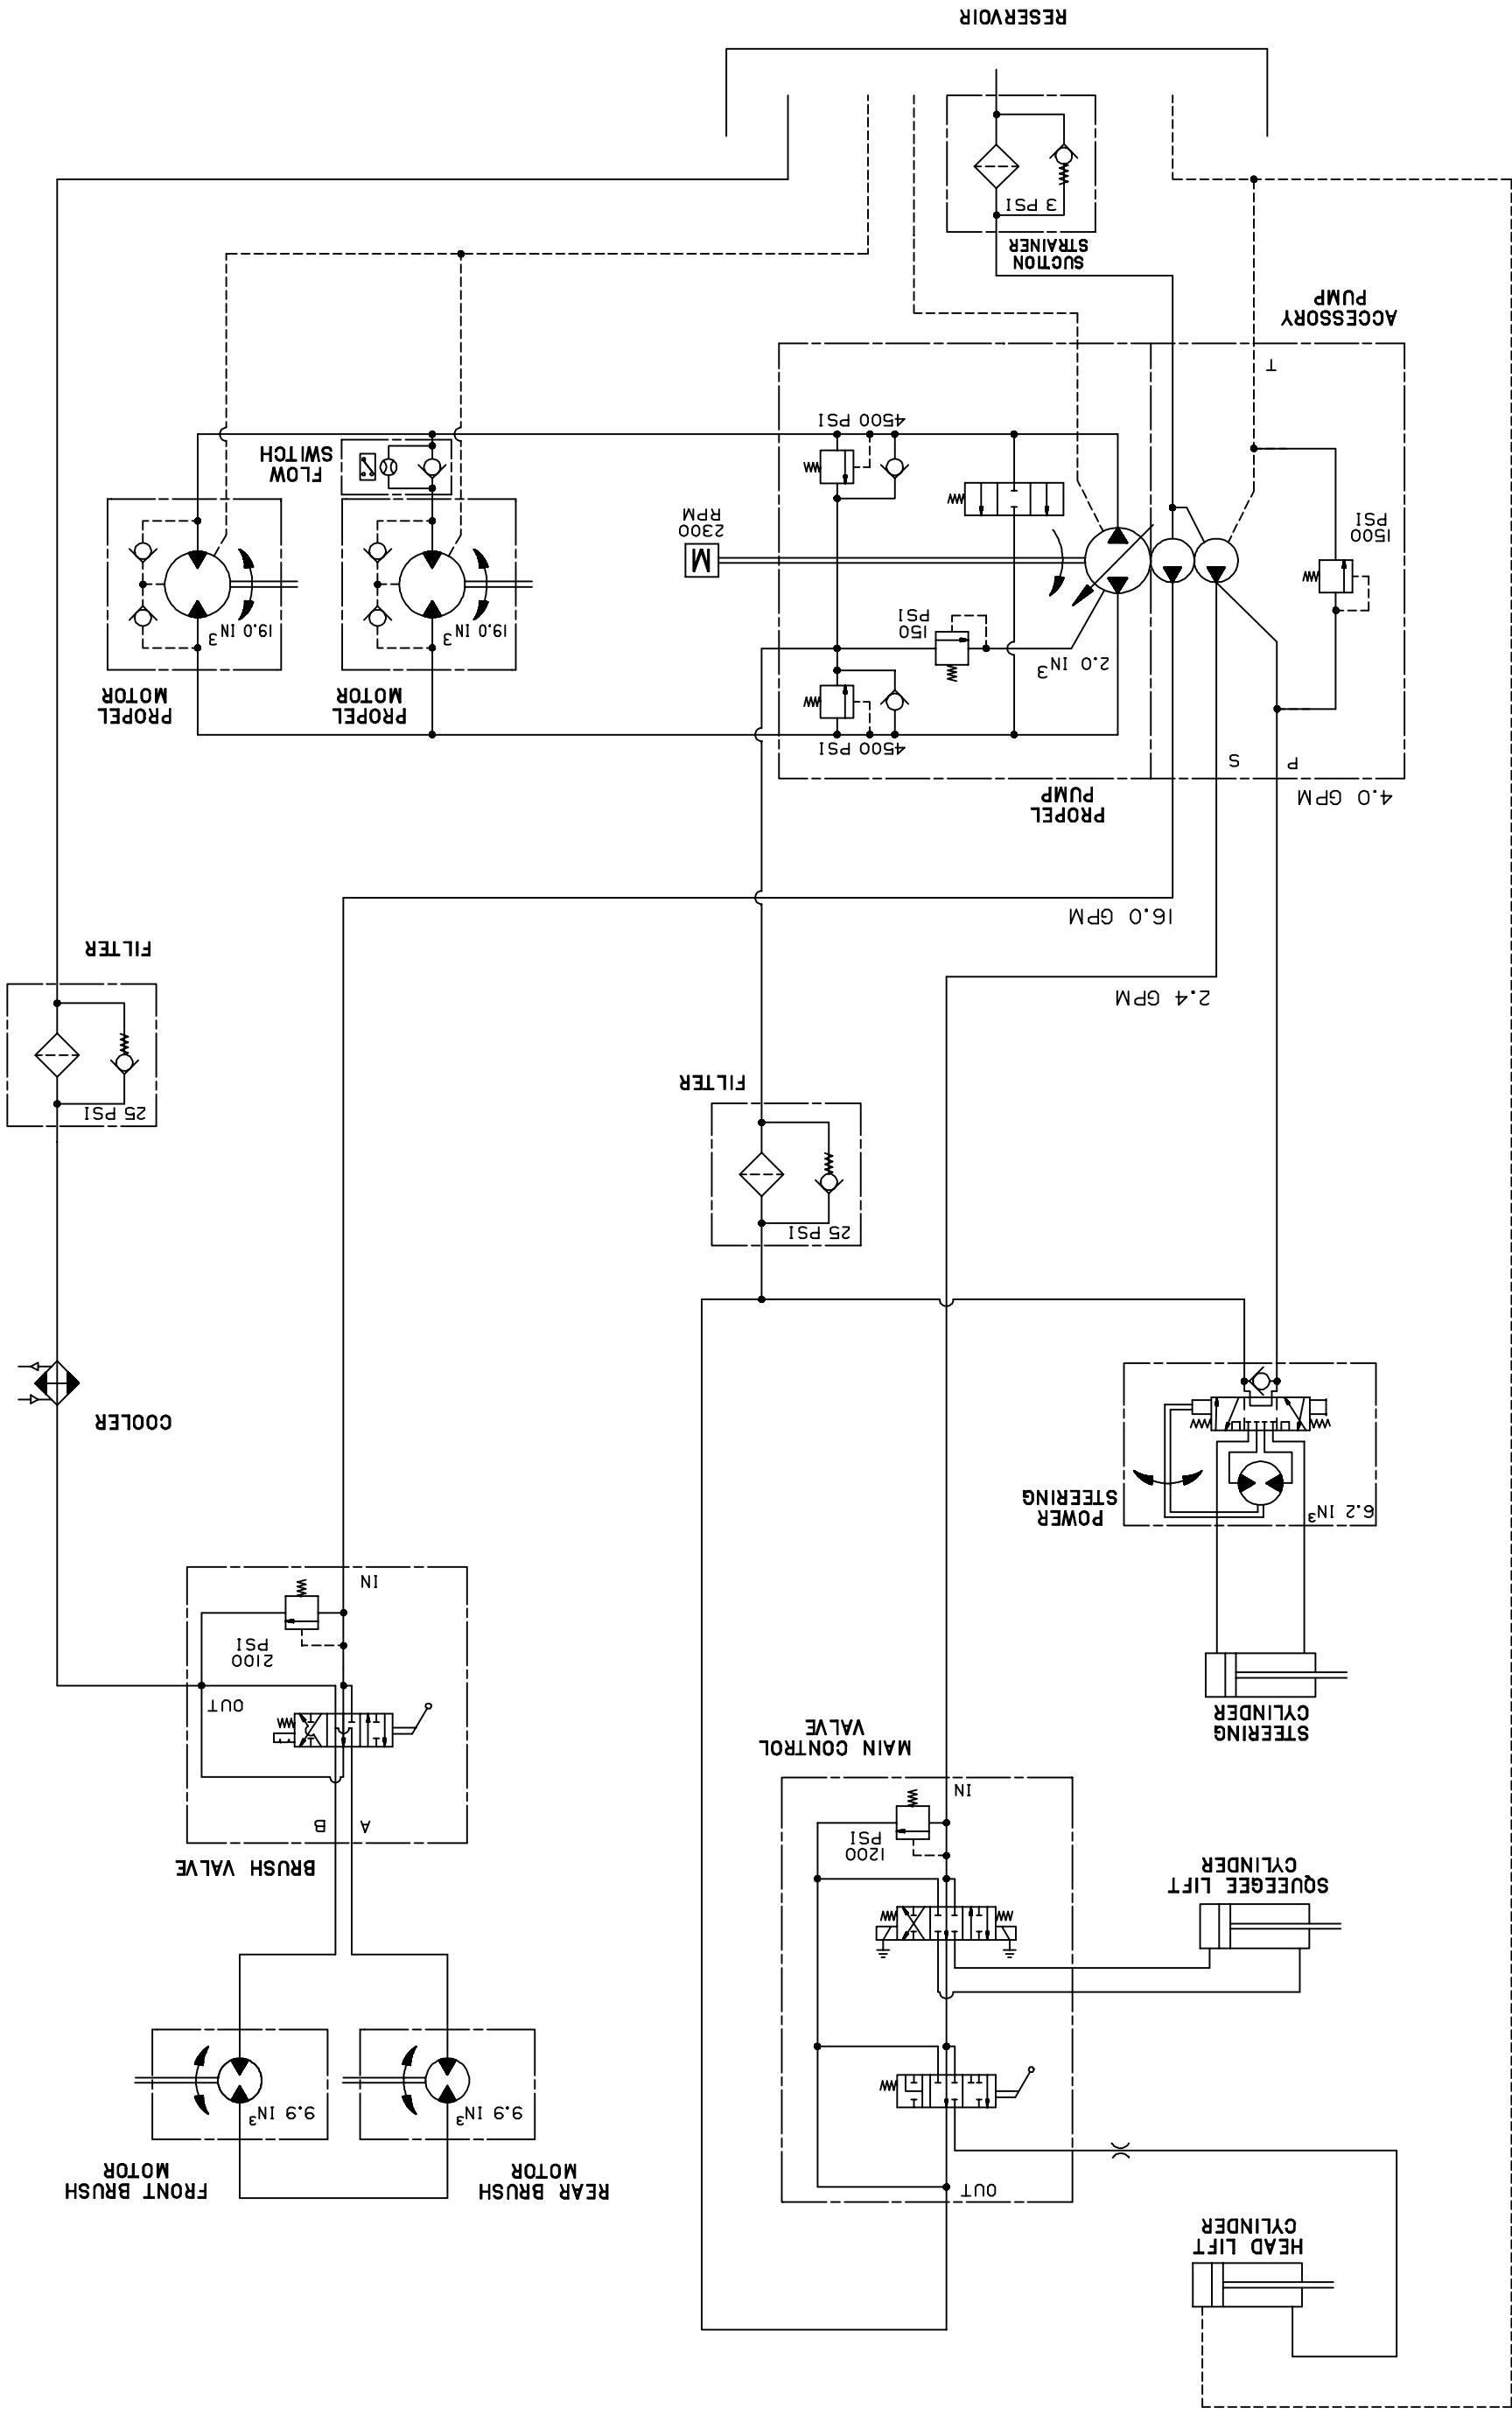 HEAD LIFT
CYLINDER
OUT
REAR BRUSH
MOTOR
FRONT BRUSH
MOTOR
9.9 IN³
9.9 IN³
SQUEEGEE LIFT
CYLINDER
BRUSH VALVE
1200
PSI
A
B
IN
MAIN CONTROL
VALVE
STEERING
CYLINDER
OUT
2100
PSI
IN
6.2 IN³
POWER
STEERING
COOLER
25 PSI
FILTER
25 PSI
FILTER
2.4 GPM
16.0 GPM
4.0 GPM
PROPEL
PUMP
P
S
4500 PSI
PROPEL
MOTOR
PROPEL
MOTOR
2.0 IN³
150
PSI
19.0 IN³
19.0 IN³
1500
PSI
M
2300
RPM
FLOW
SWITCH
4500 PSI
T
ACCESSORY
PUMP
SUCTION
STRAINER
3 PSI
RESERVOIR